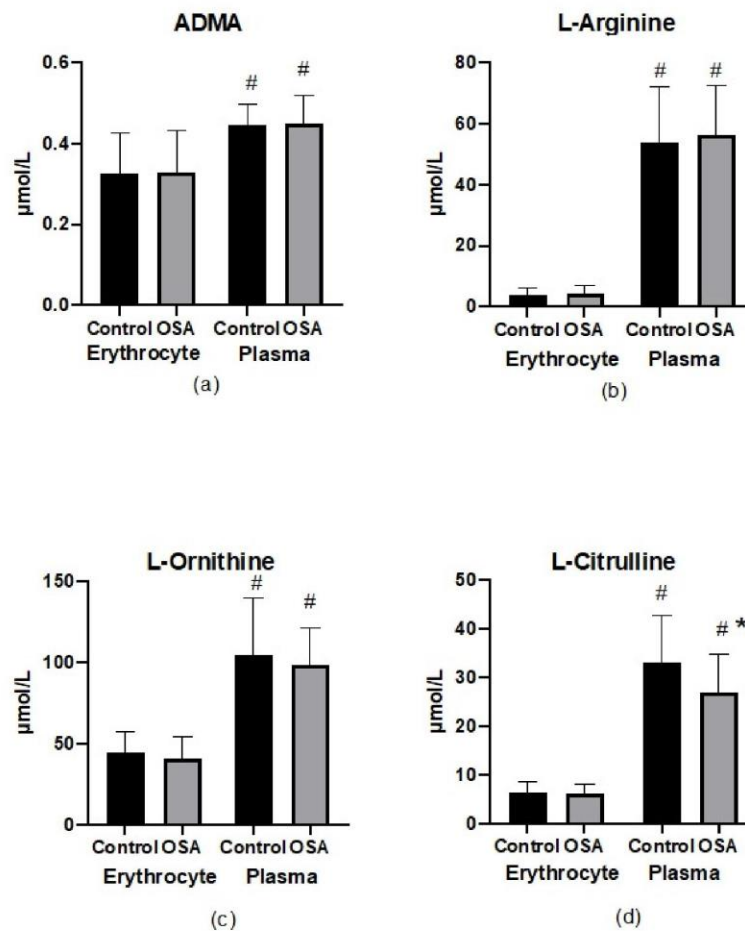 ADMA
0.6
0.4
0.2
0.0
µmol/L
# #
Control OSA Control OSA
Erythrocyte Plasma
(a)
L-Arginine
80
60
40
20
0
µmol/L
# #
Control OSA Control OSA
Erythrocyte Plasma
(b)
L-Ornithine
150
100
50
0
µmol/L
# #
Control OSA Control OSA
Erythrocyte Plasma
(c)
L-Citrulline
50
40
30
20
10
0
µmol/L
# # *
Control OSA Control OSA
Erythrocyte Plasma
(d)